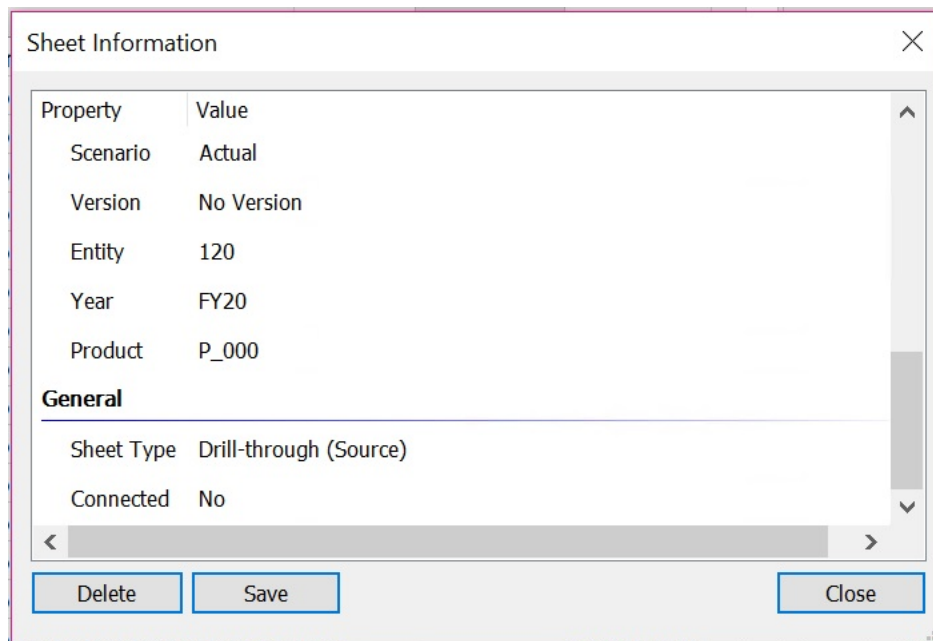 Sheet Information
Property Value
Scenario Actual
Version No Version
Entity 120
Year FY20
Product P_000
General
Sheet Type Drill-through (Source)
Connected No
Delete Save Close